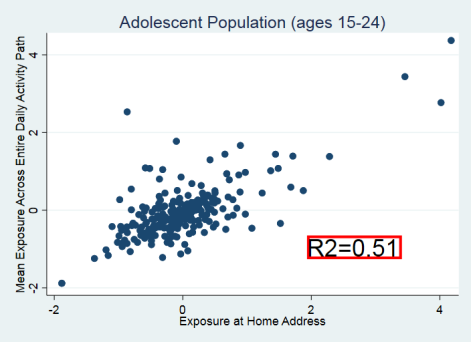 Adolescent Population (ages 15-24)
Mean Exposure Across Entire Daily Activity Path
4
2
0
-2
R2=0.51
-2
0
2
4
Exposure at Home Address